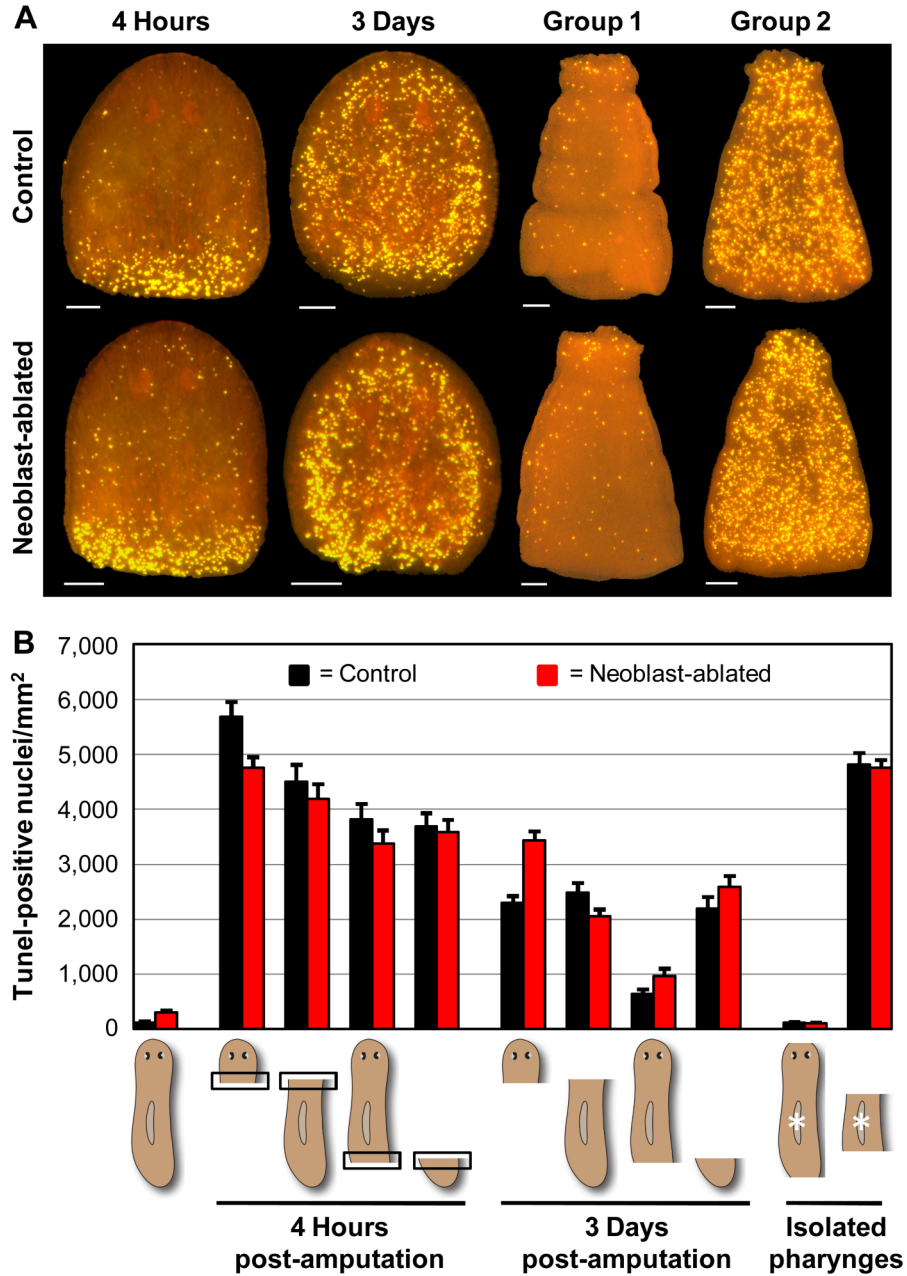 A
4 Hours 3 Days Group 1 Group 2
Control
Neoblast-ablated
B
Tunel-positive nuclei/mm²
7,000
6,000
5,000
4,000
3,000
2,000
1,000
0
= Control = Neoblast-ablated
* *
4 Hours
post-amputation
3 Days
post-amputation
Isolated
pharynges